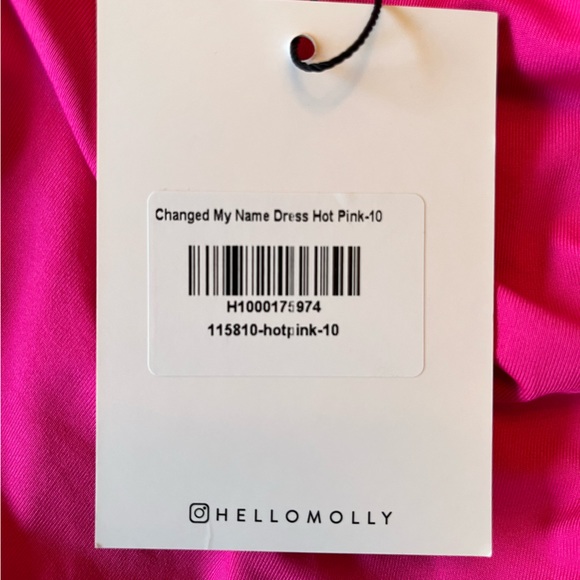 Changed My Name Dress Hot Pink-10
H1000175974
115810-hotpink-10
HELLOMOLLY